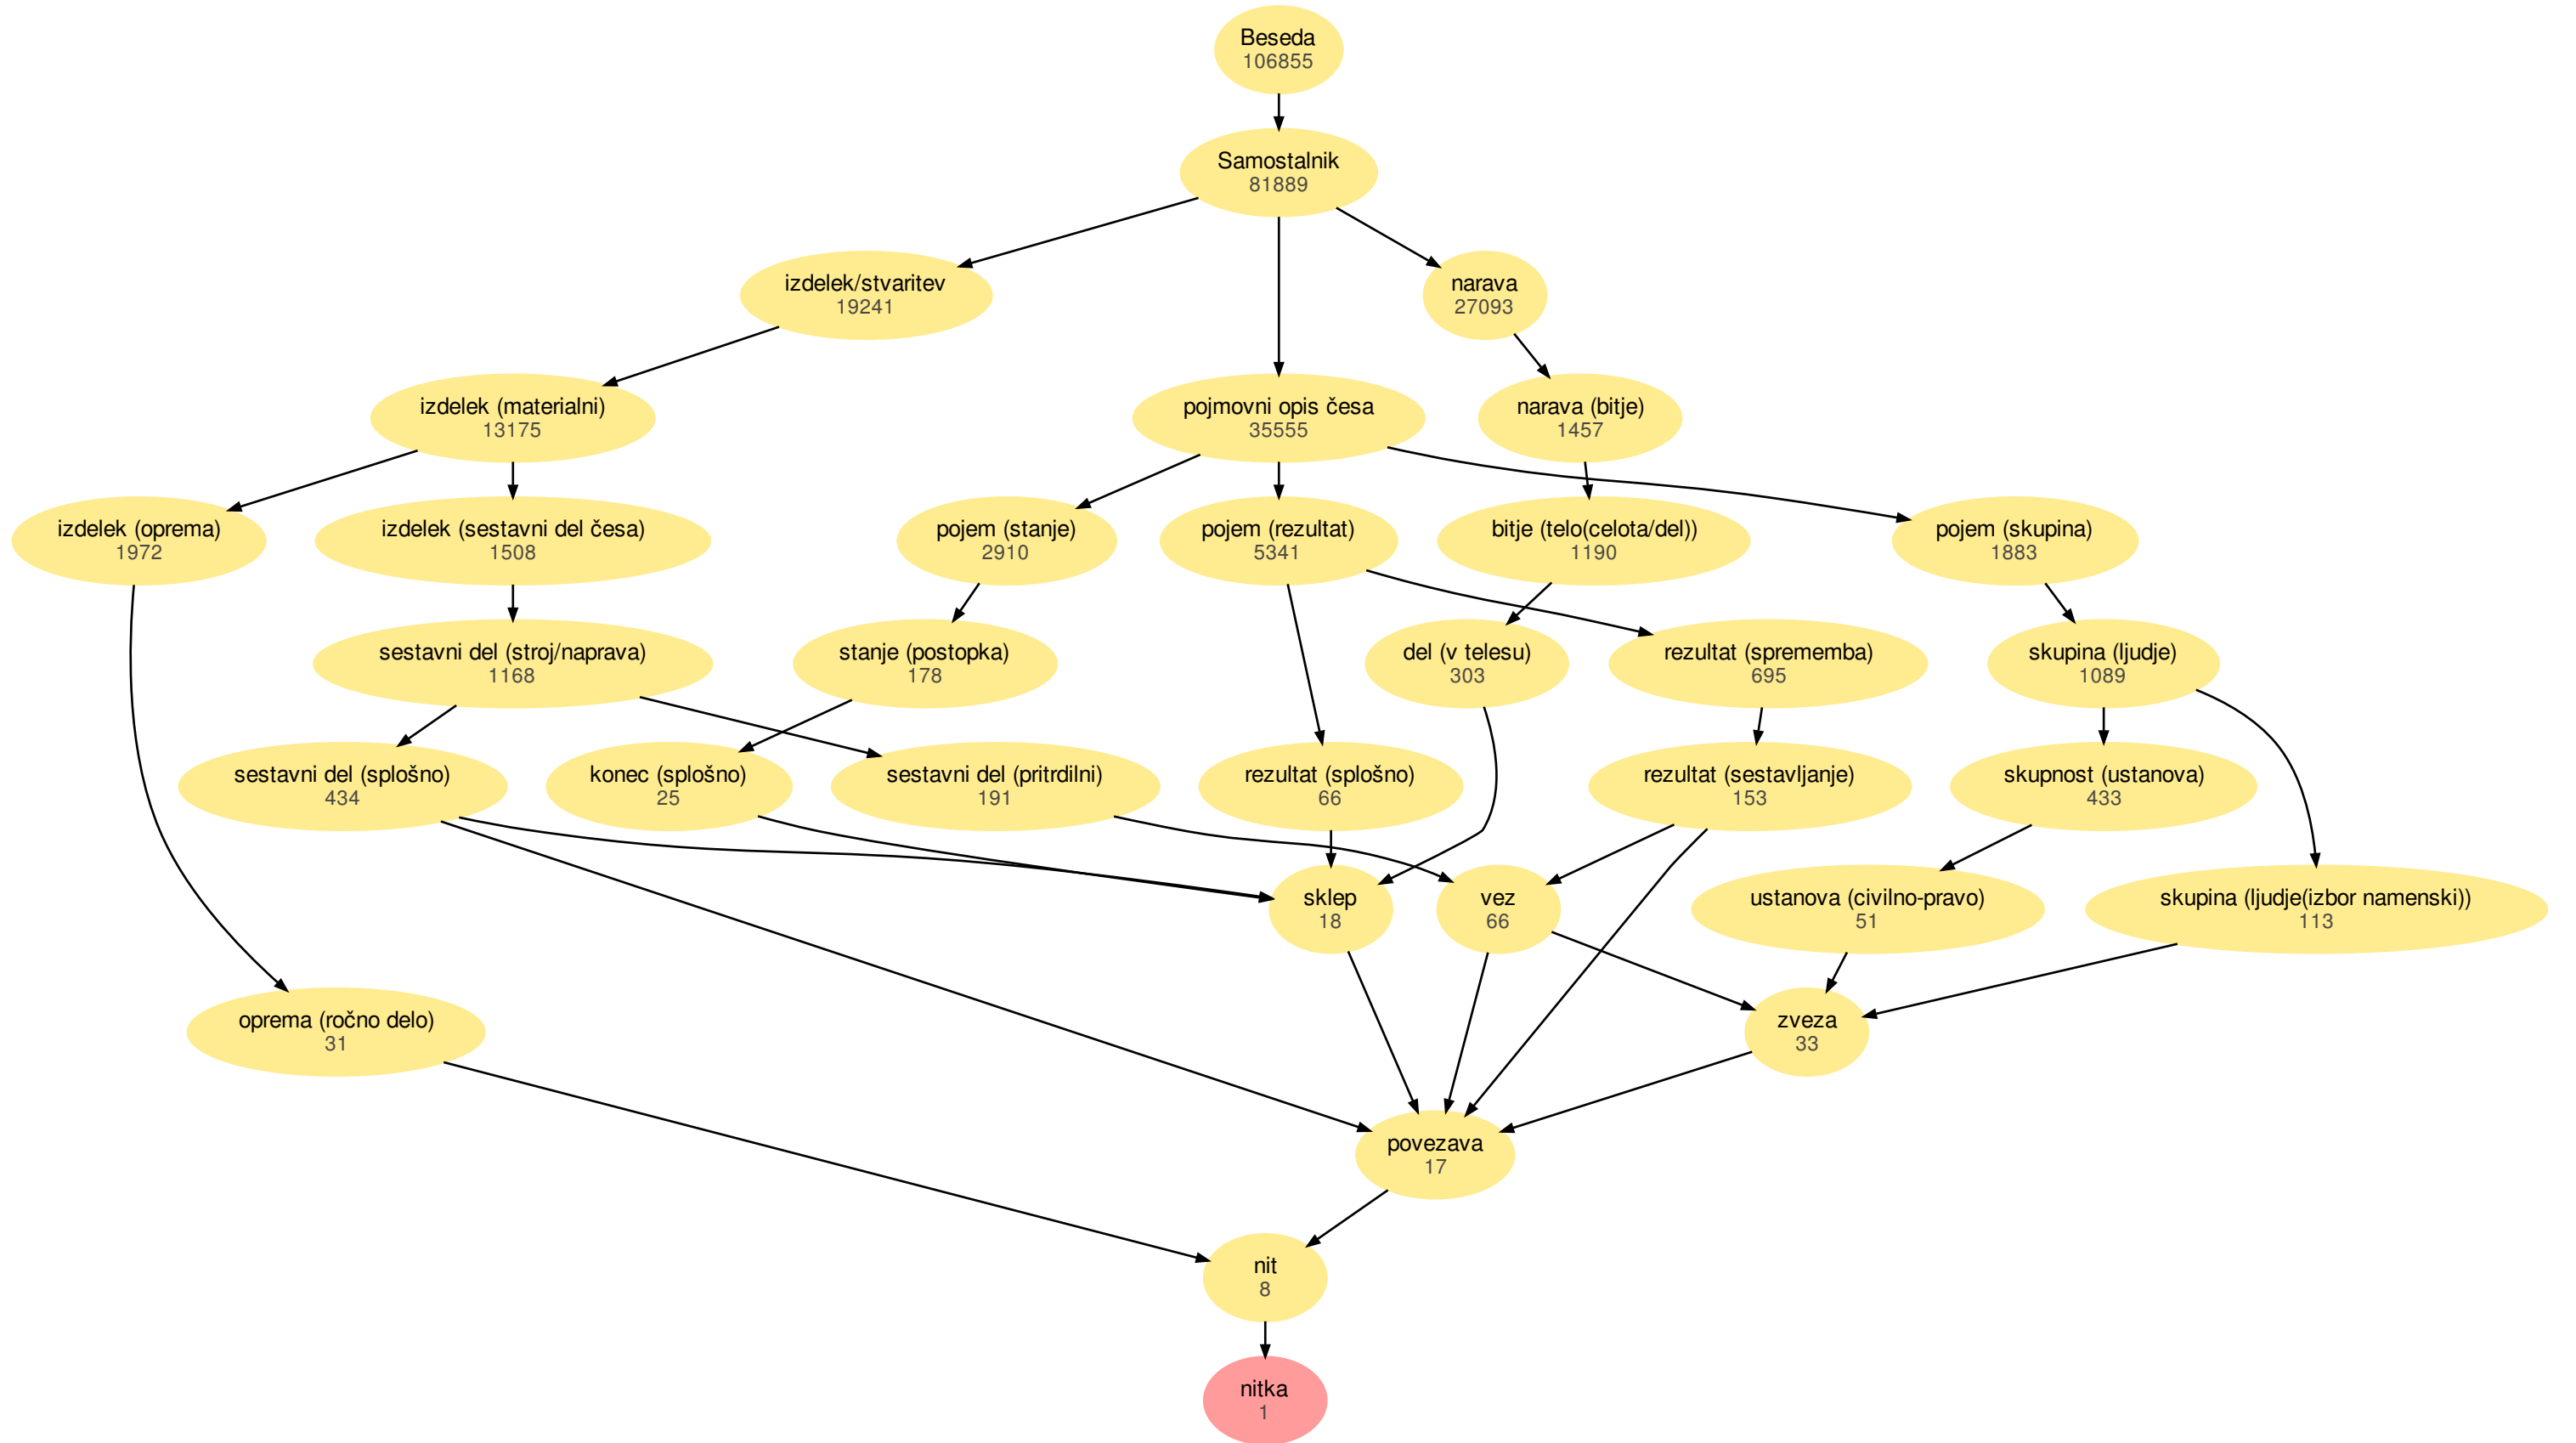 Beseda
106855
Samostalnik
81889
izdelek/stvaritev
19241
narava
27093
izdelek (materialni)
13175
pojmovni opis česa
35555
narava (bitje)
1457
izdelek (oprema)
1972
izdelek (sestavni del česa)
1508
pojem (stanje)
2910
pojem (rezultat)
5341
bitje (telo(celota/del))
1190
pojem (skupina)
1883
sestavni del (stroj/naprava)
1168
stanje (postopka)
178
del (v telesu)
303
rezultat (sprememba)
695
skupina (ljudje)
1089
sestavni del (splošno)
434
konec (splošno)
25
sestavni del (pritrdilni)
191
rezultat (splošno)
66
rezultat (sestavljanje)
153
skupnost (ustanova)
433
sklep
18
vez
66
ustanova (civilno-pravo)
51
skupina (ljudje(izbor namenski))
113
oprema (ročno delo)
31
zveza
33
povezava
17
nit
8
nitka
1